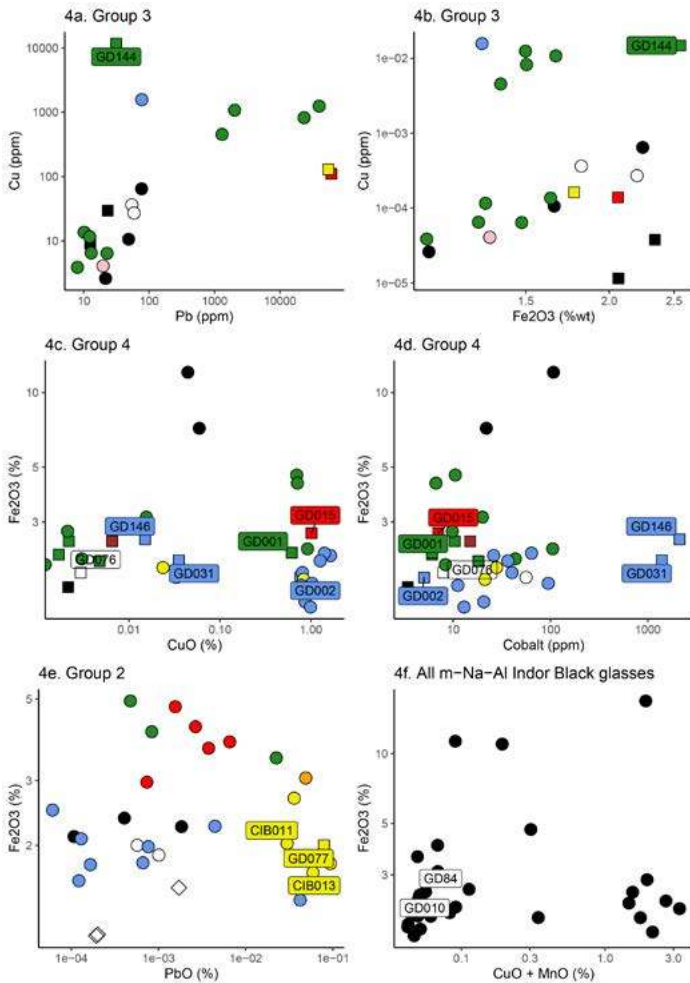 4a. Group 3
10000
1000
100
10
Cu (ppm)
GD144
10 100 1000 10000
Pb (ppm)
4b. Group 3
1e−02
1e−03
1e−04
1e−05
Cu (ppm)
GD144
1.5 2.0 2.5
Fe2O3 (%wt)
4c. Group 4
10
5
3
Fe2O3 (%)
GD146
GD015
GD001
GD076
GD031
GD002
0.01 0.10 1.00
CuO (%)
4d. Group 4
10
5
3
Fe2O3 (%)
GD015
GD146
GD001
GD076
GD031
GD002
10 100 1000
Cobalt (ppm)
4e. Group 2
5
3
2
Fe2O3 (%)
CIB011
GD077
CIB013
1e−04 1e−03 1e−02 1e−01
PbO (%)
4f. All m−Na−Al Indor Black glasses
10
5
3
Fe2O3 (%)
GD84
GD010
0.1 0.3 1.0 3.0
CuO + MnO (%)